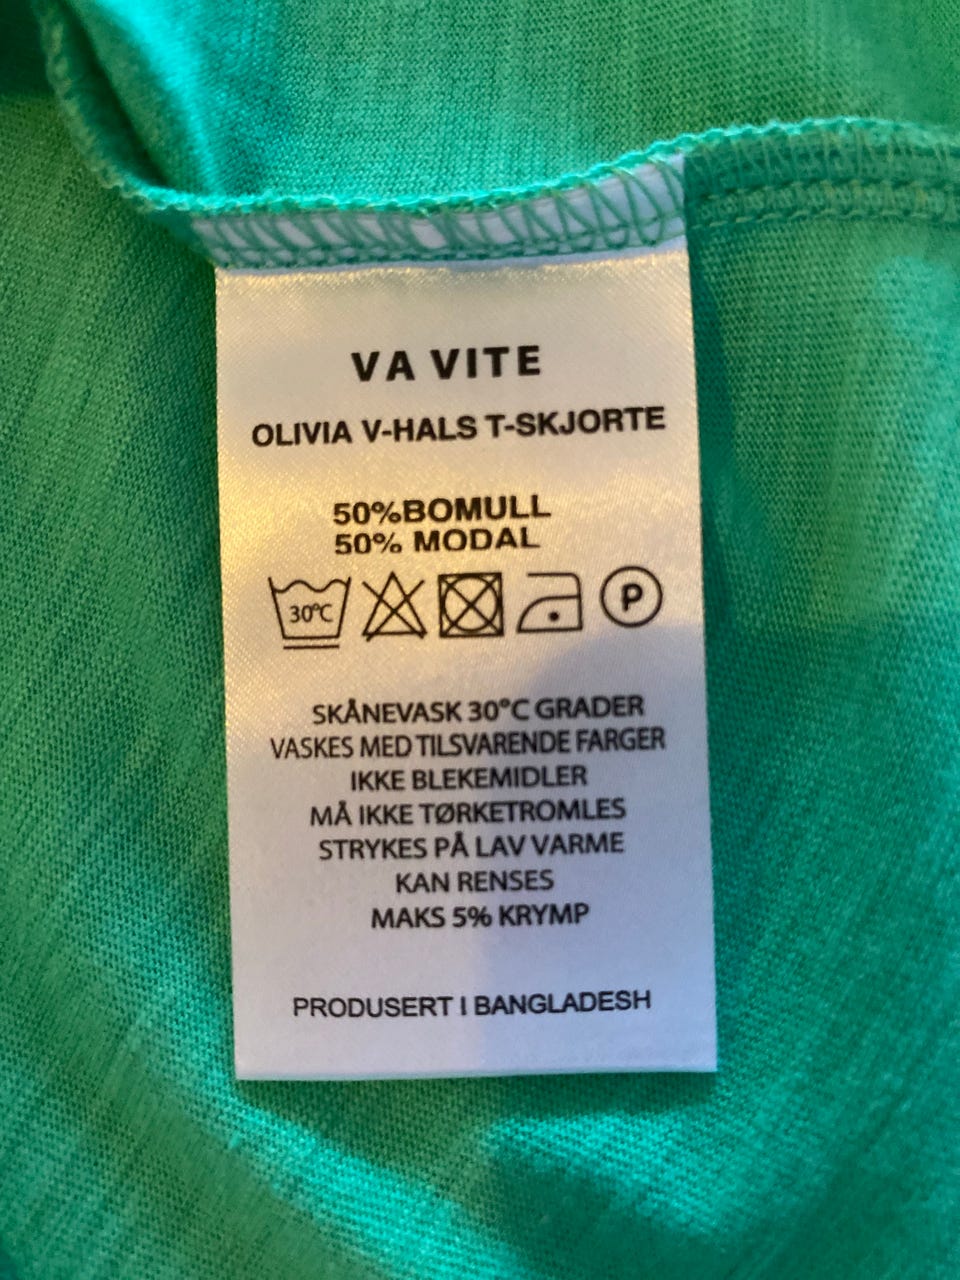 VA VITE
OLIVIA V-HALS T-SKJORTE
50%BOMULL
50% MODAL
30°C P
SKÅNEVASK 30°C GRADER
VASKES MED TILSVARENDE FARGER
IKKE BLEKEMIDLER
MÅ IKKE TØRKETROMLES
STRYKES PÅ LAV VARME
KAN RENSES
MAKS 5% KRYMP
PRODUSERT I BANGLADESH